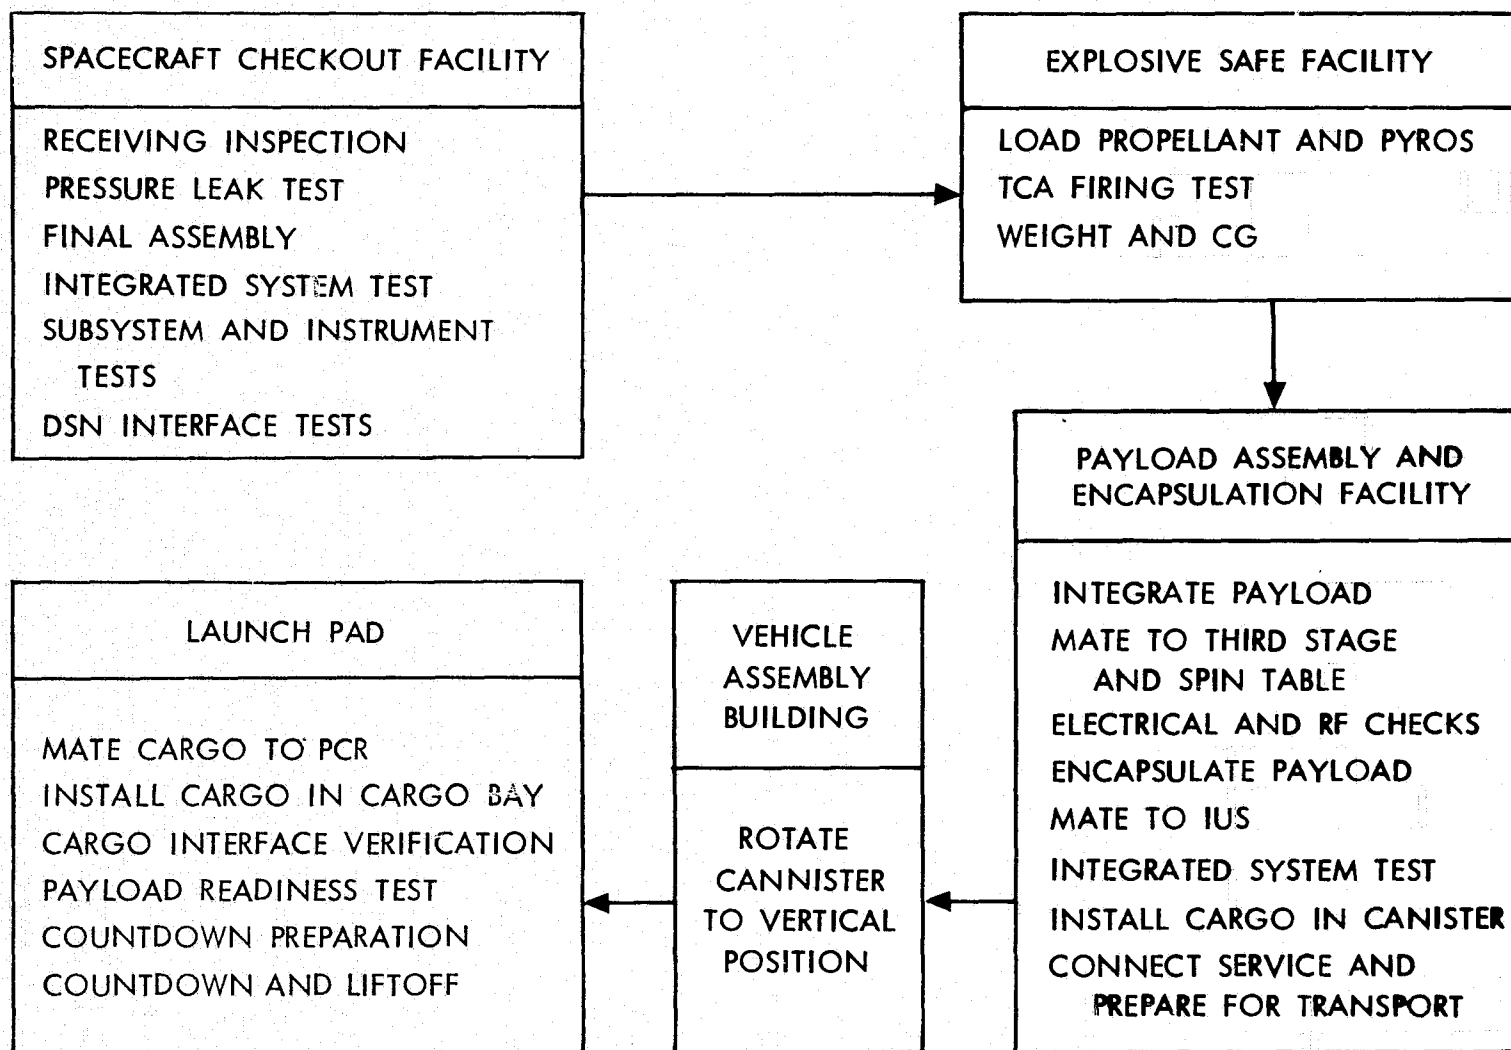 SPACECRAFT CHECKOUT FACILITY
RECEIVING INSPECTION
PRESSURE LEAK TEST
FINAL ASSEMBLY
INTEGRATED SYSTEM TEST
SUBSYSTEM AND INSTRUMENT
TESTS
DSN INTERFACE TESTS
EXPLOSIVE SAFE FACILITY
LOAD PROPELLANT AND PYROS
TCA FIRING TEST
WEIGHT AND CG
PAYLOAD ASSEMBLY AND
ENCAPSULATION FACILITY
INTEGRATE PAYLOAD
MATE TO THIRD STAGE
AND SPIN TABLE
ELECTRICAL AND RF CHECKS
ENCAPSULATE PAYLOAD
MATE TO IUS
INTEGRATED SYSTEM TEST
INSTALL CARGO IN CANISTER
CONNECT SERVICE AND
PREPARE FOR TRANSPORT
VEHICLE
ASSEMBLY
BUILDING
ROTATE
CANNISTER
TO VERTICAL
POSITION
LAUNCH PAD
MATE CARGO TO PCR
INSTALL CARGO IN CARGO BAY
CARGO INTERFACE VERIFICATION
PAYLOAD READINESS TEST
COUNTDOWN PREPARATION
COUNTDOWN AND LIFTOFF